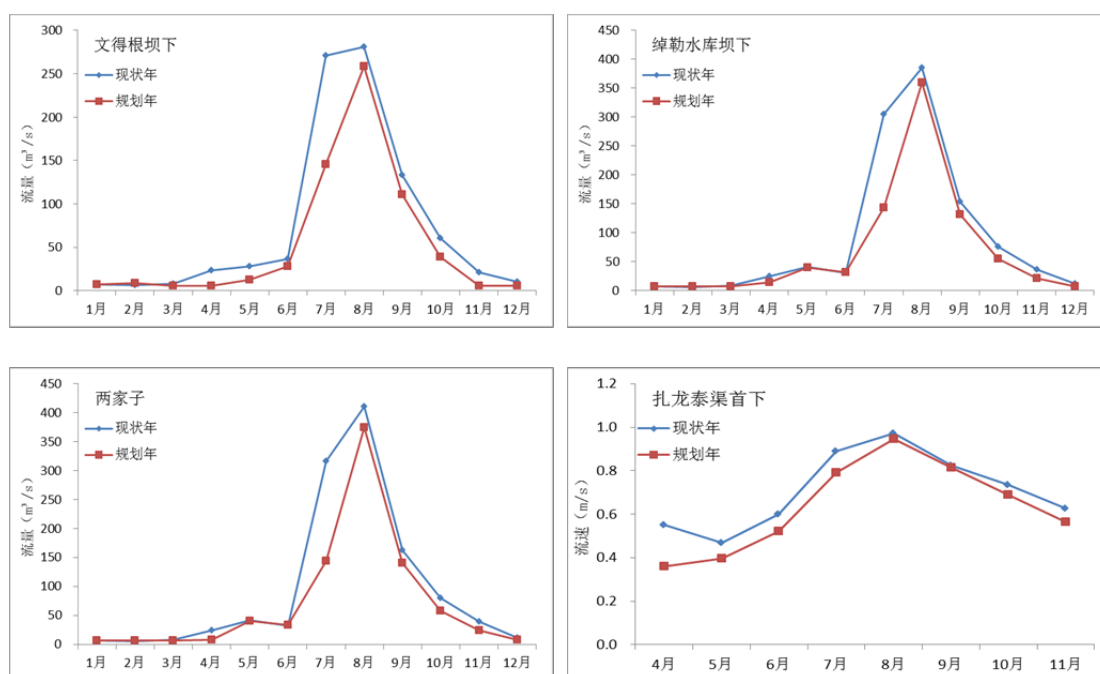 文得根坝下
现状年
规划年
流量（m³/s）
300
250
200
150
100
50
0
1月 2月 3月 4月 5月 6月 7月 8月 9月 10月 11月 12月
绰勒水库坝下
现状年
规划年
流量（m³/s）
450
400
350
300
250
200
150
100
50
0
1月 2月 3月 4月 5月 6月 7月 8月 9月 10月 11月 12月
两家子
现状年
规划年
流量（m³/s）
450
400
350
300
250
200
150
100
50
0
1月 2月 3月 4月 5月 6月 7月 8月 9月 10月 11月 12月
扎龙泰渠首下
现状年
规划年
流速（m/s）
1.2
1.0
0.8
0.6
0.4
0.2
0.0
4月 5月 6月 7月 8月 9月 10月 11月